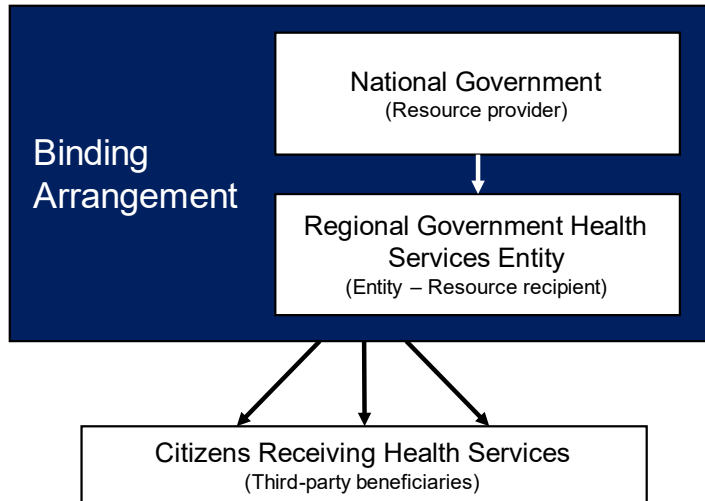 National Government
(Resource provider)
Binding
Arrangement
Regional Government Health
Services Entity
(Entity – Resource recipient)
Citizens Receiving Health Services
(Third-party beneficiaries)